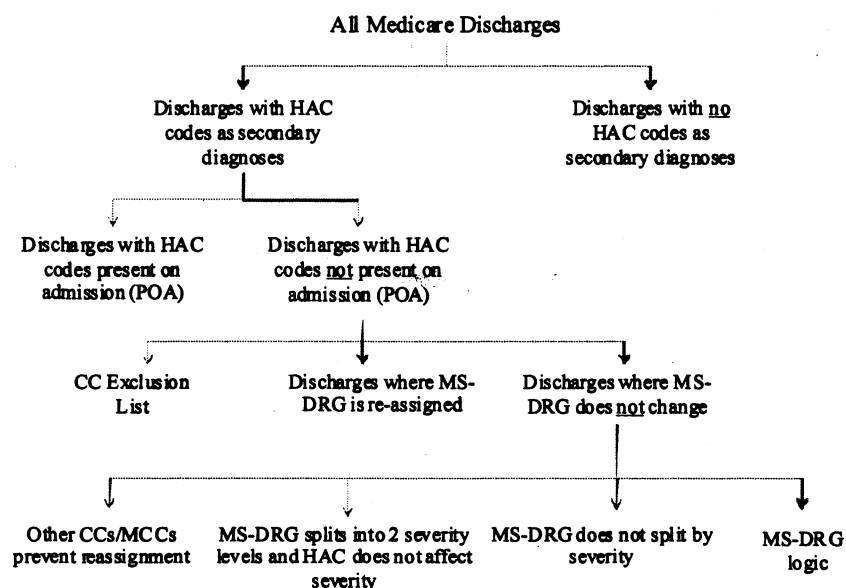 All Medicare Discharges
Discharges with HAC
codes as secondary
diagnoses
Discharges with no
HAC codes as
secondary diagnoses
Discharges with HAC
codes present on
admission (POA)
Discharges with HAC
codes not present on
admission (POA)
CC Exclusion
List
Discharges where MS-
DRG is re-assigned
Discharges where MS-
DRG does not change
Other CCs/MCCs
prevent reassignment
MS-DRG splits into 2 severity
levels and HAC does not affect
severity
MS-DRG does not split by
severity
MS-DRG
logic